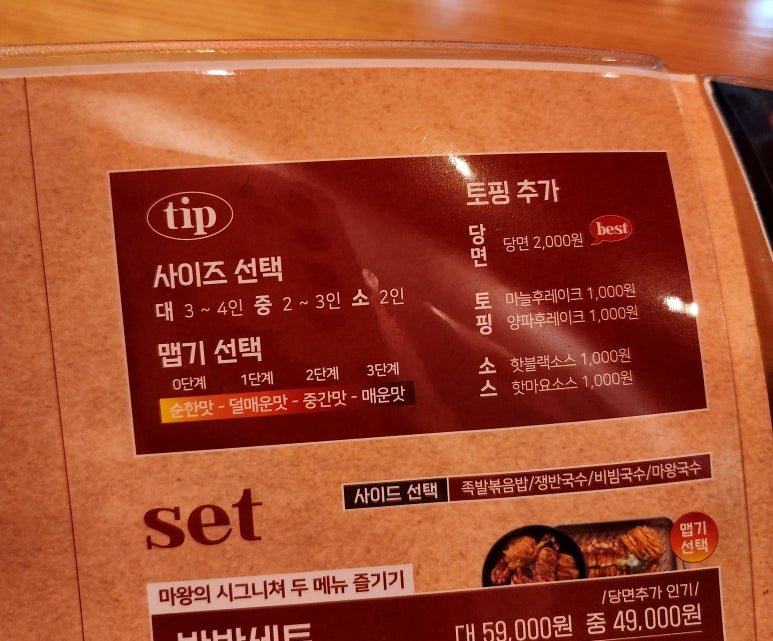 tip
사이즈 선택
대 3 ~ 4인 중 2 ~ 3인 소 2인
맵기 선택
0단계 1단계 2단계 3단계
순한맛 - 덜매운맛 - 중간맛 - 매운맛
토핑 추가
당면 당면 2,000원 best
토핑 마늘후레이크 1,000원
양파후레이크 1,000원
소스 핫블랙소스 1,000원
핫마요소스 1,000원
set
사이드 선택 족발볶음밥/쟁반국수/비빔국수/마왕국수
맵기
선택
마왕의 시그니쳐 두 메뉴 즐기기
/당면추가 인기/
반반세트 대 59,000원 중 49,000원